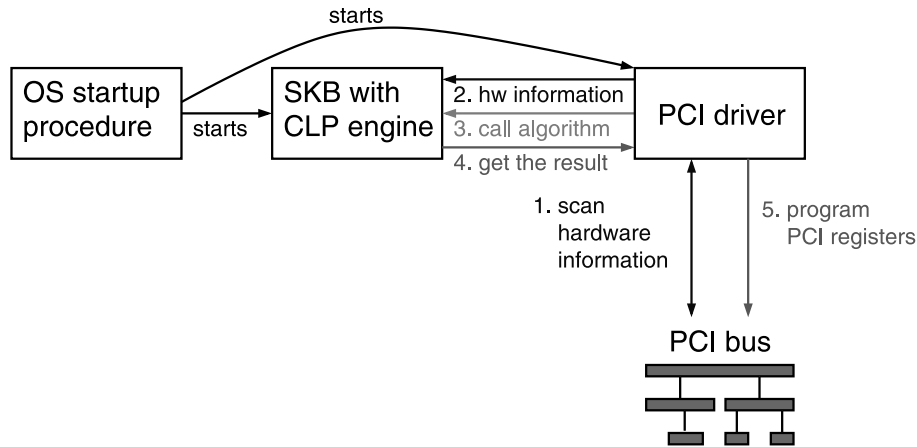 starts
OS startup
procedure
starts
SKB with
CLP engine
2. hw information
3. call algorithm
4. get the result
PCI driver
1. scan
hardware
information
5. program
PCI registers
PCI bus